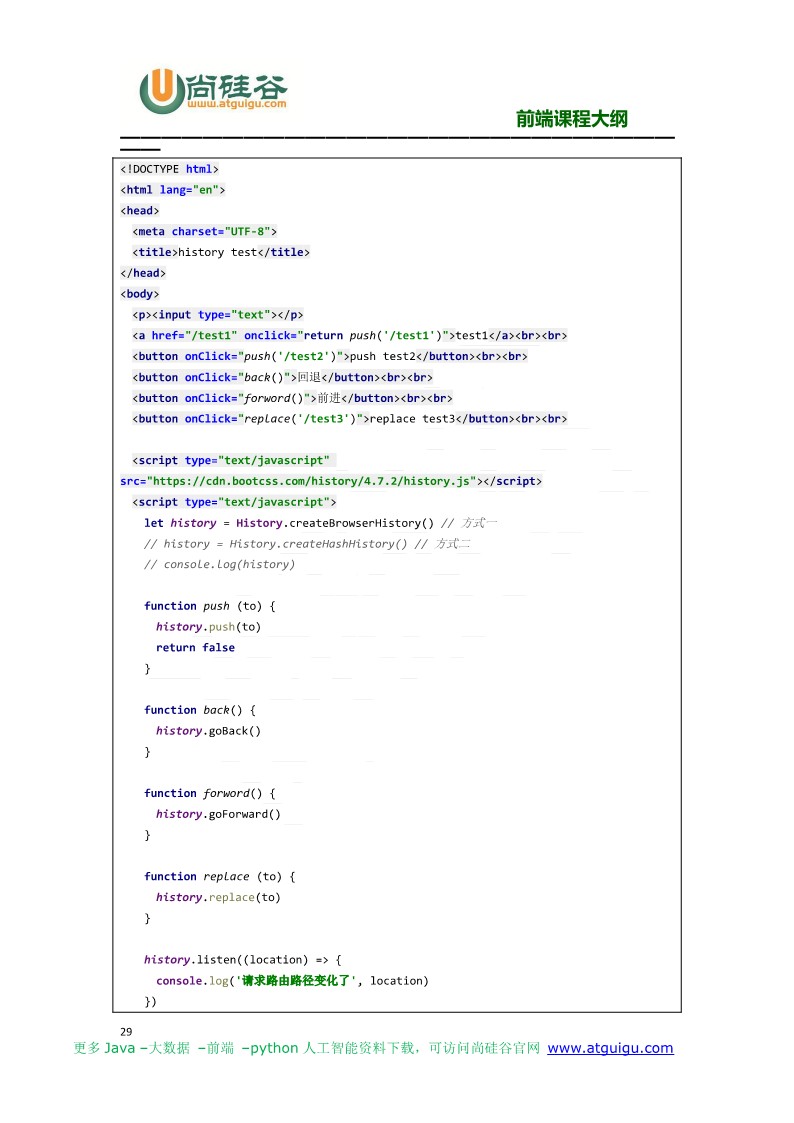 尚硅谷
www.atguigu.com
前端课程大纲
<!DOCTYPE html>
<html lang="en">
<head>
  <meta charset="UTF-8">
  <title>history test</title>
</head>
<body>
  <p><input type="text"></p>
  <a href="/test1" onclick="return push('/test1')">test1</a><br><br>
  <button onClick="push('/test2')">push test2</button><br><br>
  <button onClick="back()">回退</button><br><br>
  <button onClick="forword()">前进</button><br><br>
  <button onClick="replace('/test3')">replace test3</button><br><br>
  <script type="text/javascript"
src="https://cdn.bootcss.com/history/4.7.2/history.js"></script>
  <script type="text/javascript">
    let history = History.createBrowserHistory() // 方式一
    // history = History.createHashHistory() // 方式二
    // console.log(history)
    function push (to) {
      history.push(to)
      return false
    }
    function back() {
      history.goBack()
    }
    function forword() {
      history.goForward()
    }
    function replace (to) {
      history.replace(to)
    }
    history.listen((location) => {
      console.log('请求路由路径变化了', location)
    })
29
更多 Java –大数据 –前端 –python 人工智能资料下载，可访问尚硅谷官网 www.atguigu.com